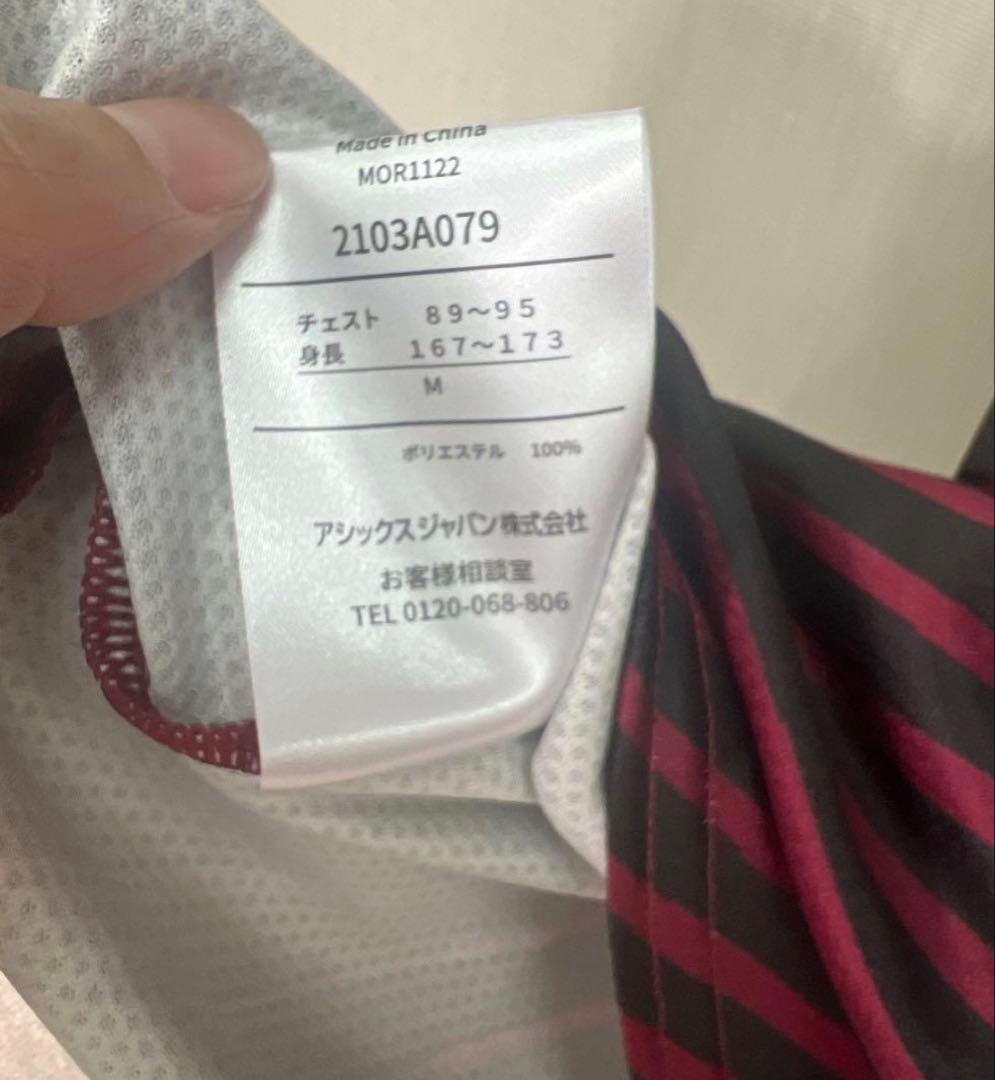 Made in China
MOR1122
2103A079
チェスト 89～95
身長 167～173
M
ポリエステル 100%
アシックスジャパン株式会社
お客様相談室
TEL 0120-068-806